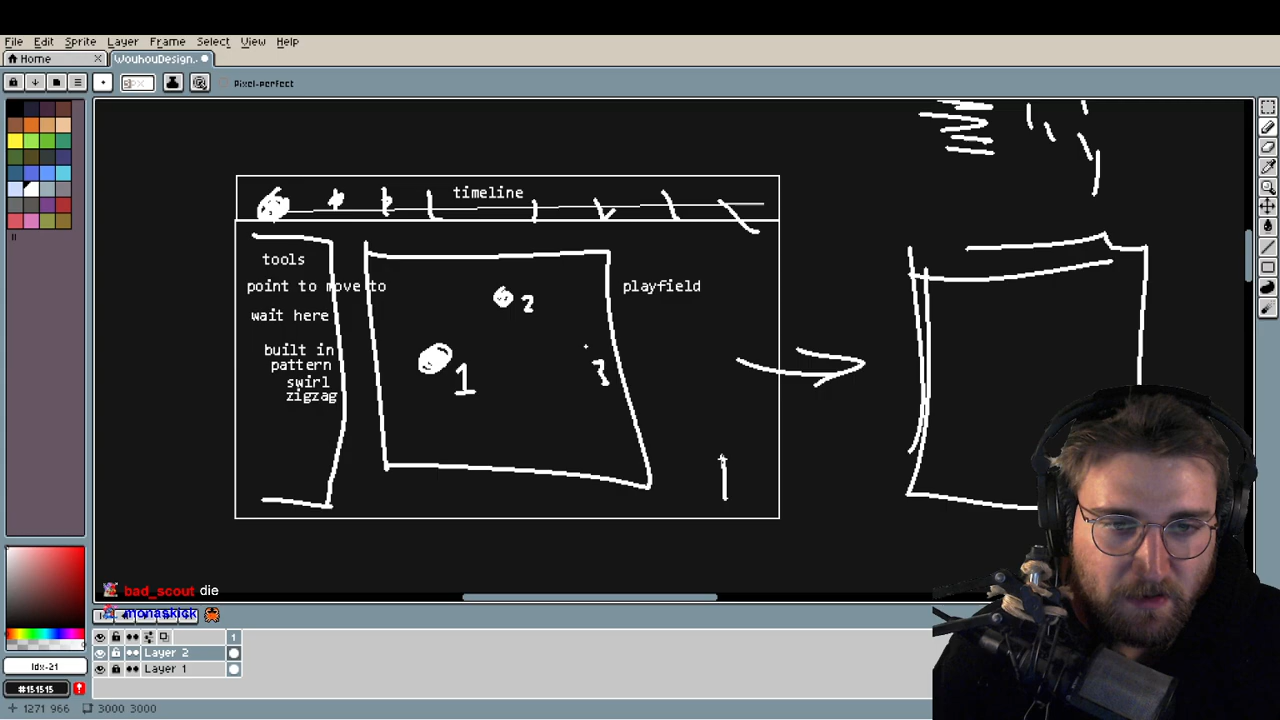 File Edit Sprite Layer Frame Select View Help
Home
WouhouDesign.
Pixel-perfect
timeline
tools
point to move to
wait here
built in
pattern
swirl
zigzag
playfield
2
1
3
bad_scout die
monaskick
1
Layer 2
Layer 1
Idx-21
#151515
1271 966
3000 3000